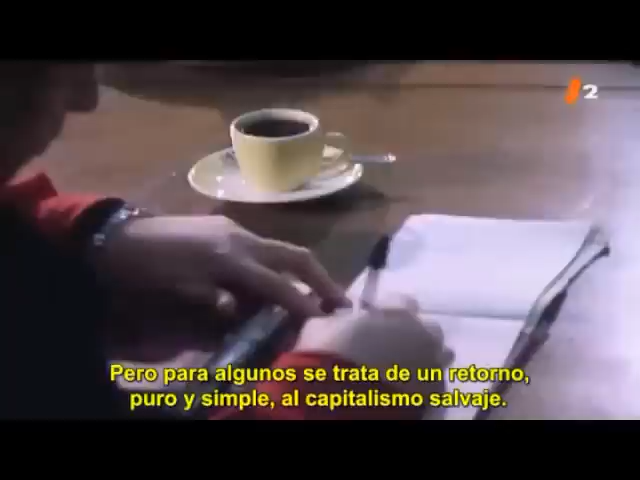 2
Pero para algunos se trata de un retorno,
puro y simple, al capitalismo salvaje.